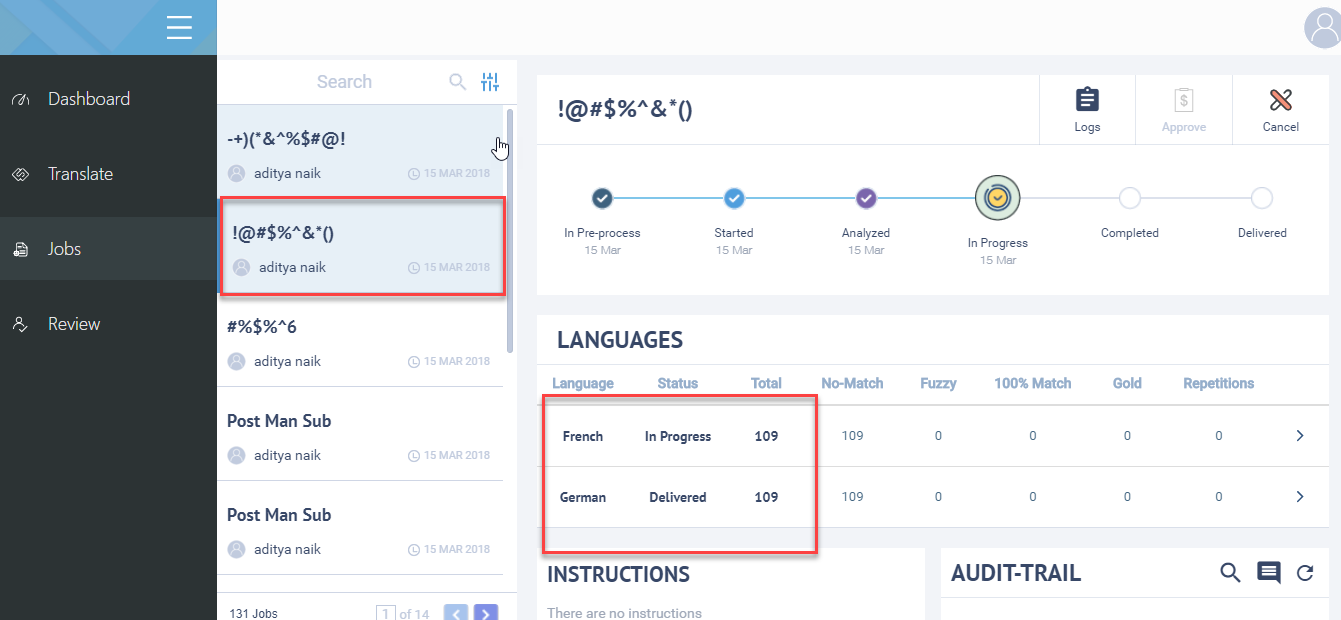 Dashboard
Translate
Jobs
Review
Search
-+)(*&^%$#@!
aditya naik 15 MAR 2018
!@#$%^&*()
aditya naik 15 MAR 2018
#%$%^6
aditya naik 15 MAR 2018
Post Man Sub
aditya naik 15 MAR 2018
Post Man Sub
aditya naik 15 MAR 2018
131 Jobs 1 of 14
!@#$%^&*()
Logs Approve Cancel
In Pre-process Started Analyzed In Progress Completed Delivered
15 Mar 15 Mar 15 Mar 15 Mar
LANGUAGES
Language Status Total No-Match Fuzzy 100% Match Gold Repetitions
French In Progress 109 109 0 0 0 0
German Delivered 109 109 0 0 0 0
INSTRUCTIONS
There are no instructions
AUDIT-TRAIL